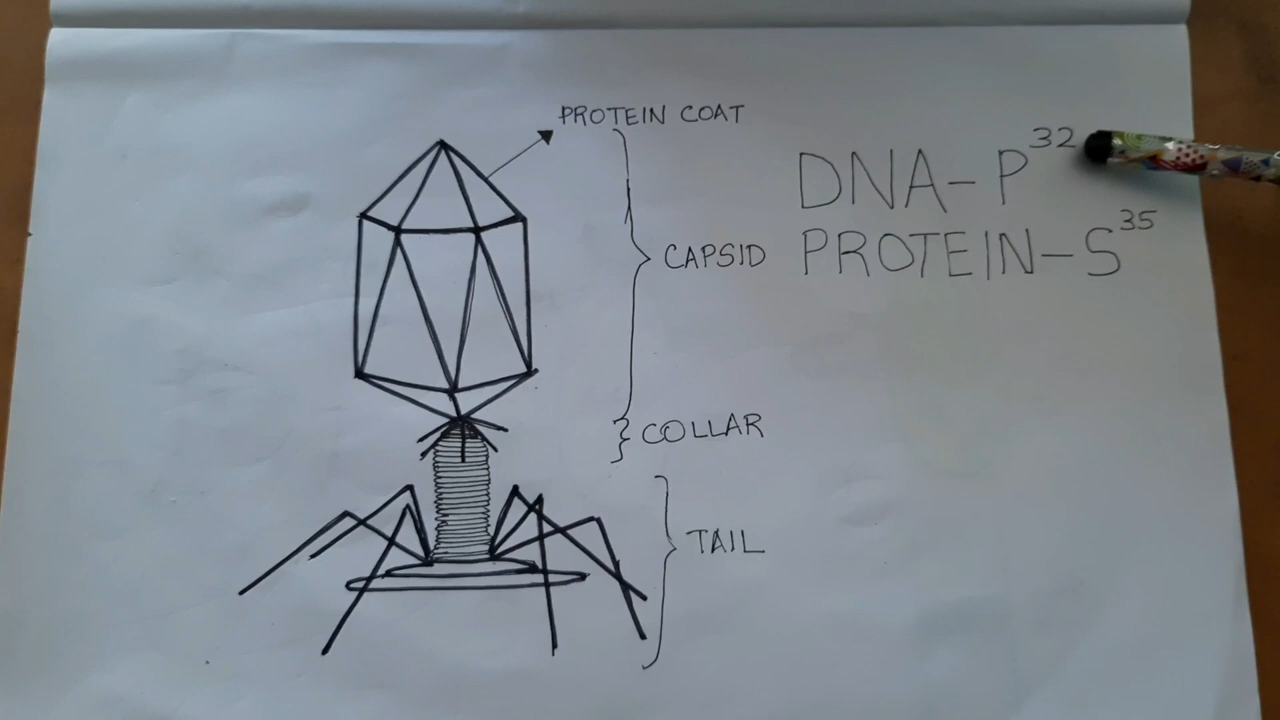 PROTEIN COAT
DNA-P³²
PROTEIN-S³⁵
CAPSID
COLLAR
TAIL